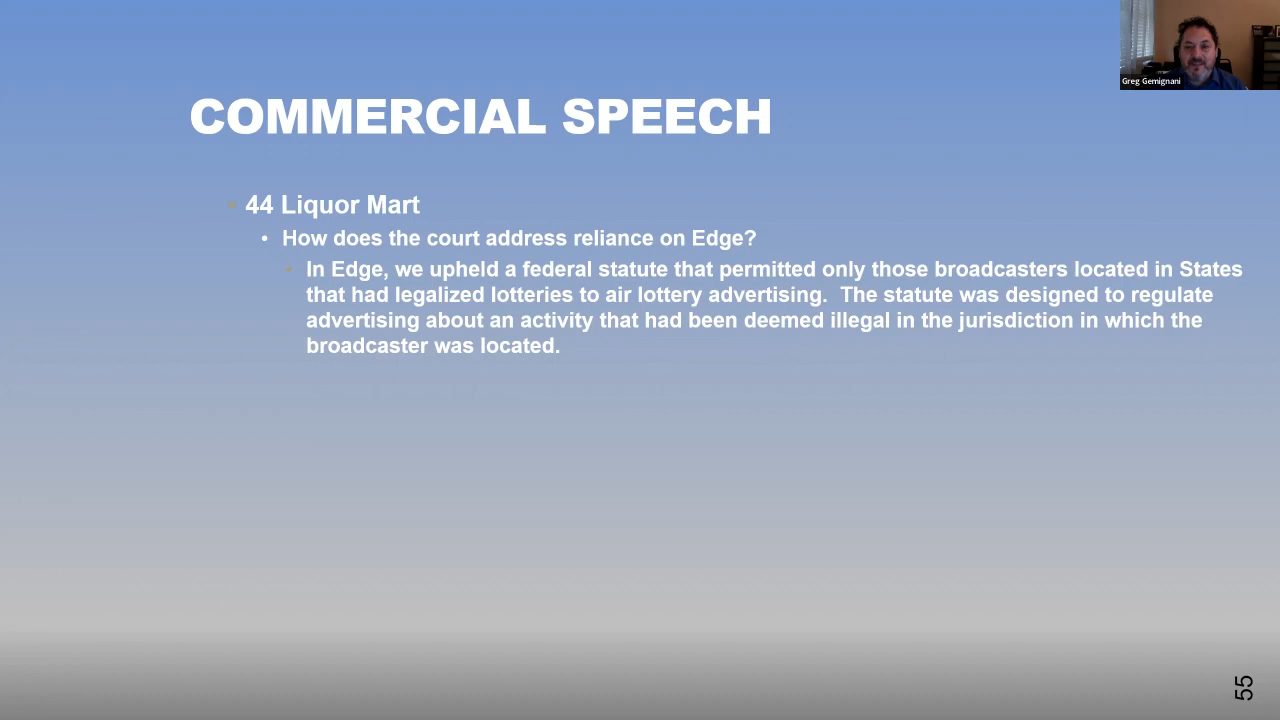 Greg Gemignani
COMMERCIAL SPEECH
44 Liquor Mart
• How does the court address reliance on Edge?
In Edge, we upheld a federal statute that permitted only those broadcasters located in States
that had legalized lotteries to air lottery advertising.  The statute was designed to regulate
advertising about an activity that had been deemed illegal in the jurisdiction in which the
broadcaster was located.
55